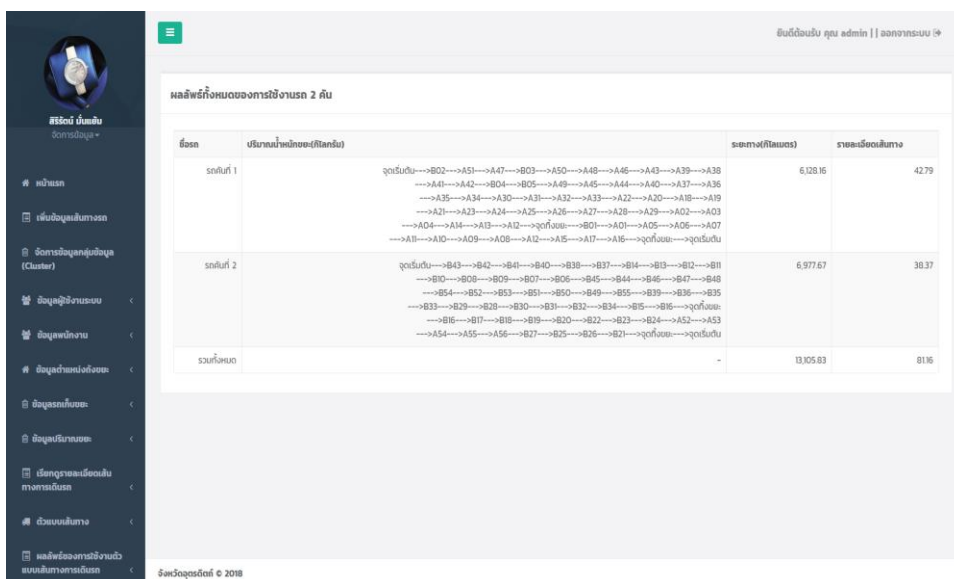 ยินดีต้อนรับ คุณ admin | | ออกจากระบบ
สิริรัตน์ มั่นแย้ม
จัดการข้อมูล
หน้าแรก
เพิ่มข้อมูลเส้นทางรถ
จัดการข้อมูลกลุ่มข้อมูล
(Cluster)
ข้อมูลผู้ใช้งานระบบ
ข้อมูลพนักงาน
ข้อมูลตำแหน่งถังขยะ
ข้อมูลรถเก็บขยะ
ข้อมูลปริมาณขยะ
เรียกดูรายละเอียดเส้น
ทางการเดินรถ
ตัวแบบเส้นทาง
ผลลัพธ์ของการใช้งานตัว
แบบเส้นทางการเดินรถ
ผลลัพธ์ทั้งหมดของการใช้งานรถ 2 คัน
ชื่อรถ ปริมาณน้ำหนักขยะ(กิโลกรัม) ระยะทาง(กิโลเมตร) รายละเอียดเส้นทาง
รถคันที่ 1 จุดเริ่มต้น--->B02--->A51--->A47--->B03--->A50--->A48--->A46--->A43--->A39--->A38 6,128.16 42.79
--->A41--->A42--->B04--->B05--->A49--->A45--->A44--->A40--->A37--->A36
--->A35--->A34--->A30--->A31--->A32--->A33--->A22--->A20--->A18--->A19
--->A21--->A23--->A24--->A25--->A26--->A27--->A28--->A29--->A02--->A03
--->A04--->A14--->A13--->A12--->จุดทิ้งขยะ--->B01--->A01--->A05--->A06--->A07
--->A11--->A10--->A09--->A08--->A12--->A15--->A17--->A16--->จุดทิ้งขยะ--->จุดเริ่มต้น
รถคันที่ 2 จุดเริ่มต้น--->B43--->B42--->B41--->B40--->B38--->B37--->B14--->B13--->B12--->B11 6,977.67 38.37
--->B10--->B08--->B09--->B07--->B06--->B45--->B44--->B46--->B47--->B48
--->B54--->B52--->B53--->B51--->B50--->B49--->B55--->B39--->B36--->B35
--->B33--->B29--->B28--->B30--->B31--->B32--->B34--->B15--->B16--->จุดทิ้งขยะ
--->B16--->B17--->B18--->B19--->B20--->B22--->B23--->B24--->A52--->A53
--->A54--->A55--->A56--->B27--->B25--->B26--->B21--->จุดทิ้งขยะ--->จุดเริ่มต้น
รวมทั้งหมด - 13,105.83 81.16
จังหวัดอุตรดิตถ์ © 2018